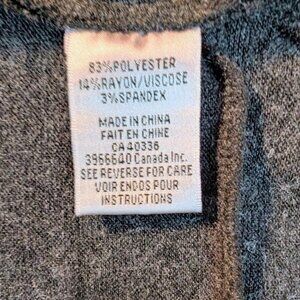 83%POLYESTER
14%RAYON/VISCOSE
3%SPANDEX
MADE IN CHINA
FAIT EN CHINE
CA 40336
3966640 Canada Inc.
SEE REVERSE FOR CARE
VOIR ENDOS POUR
INSTRUCTIONS